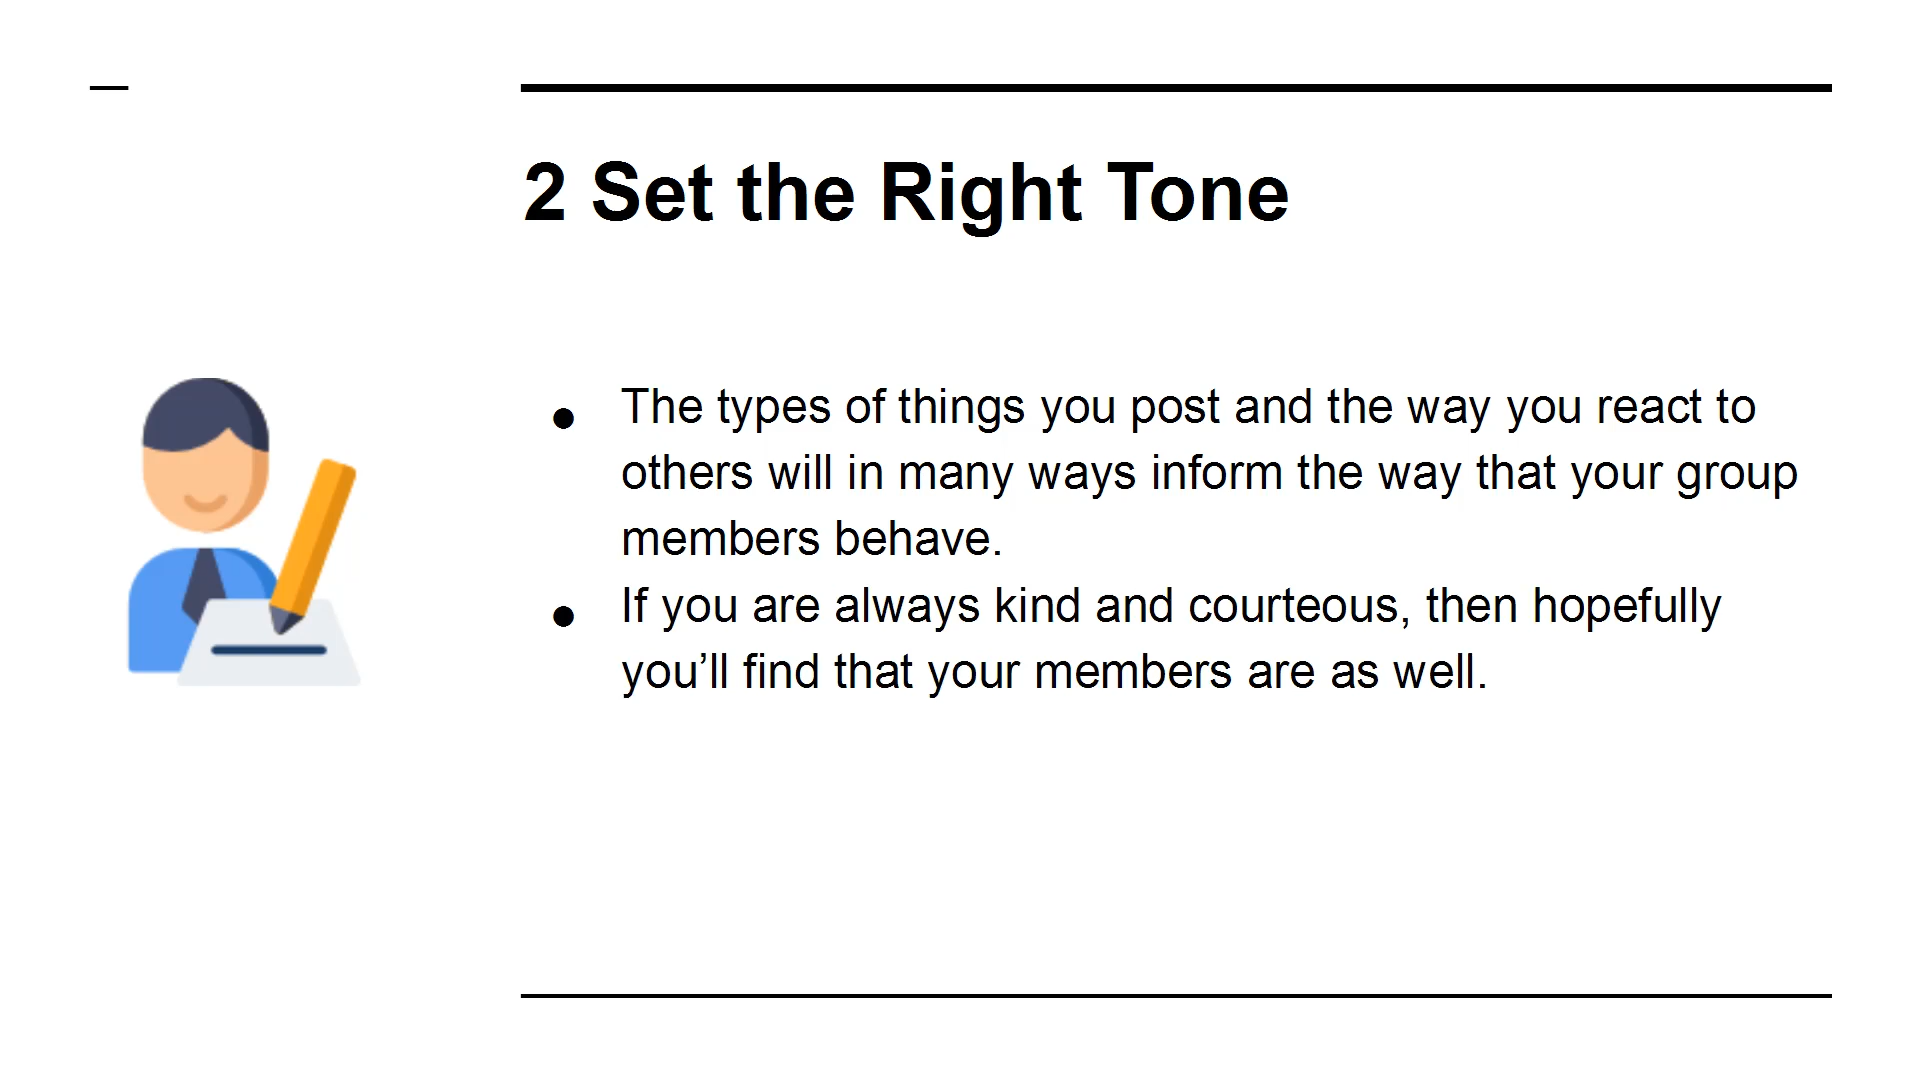 2 Set the Right Tone
● The types of things you post and the way you react to
others will in many ways inform the way that your group
members behave.
● If you are always kind and courteous, then hopefully
you’ll find that your members are as well.